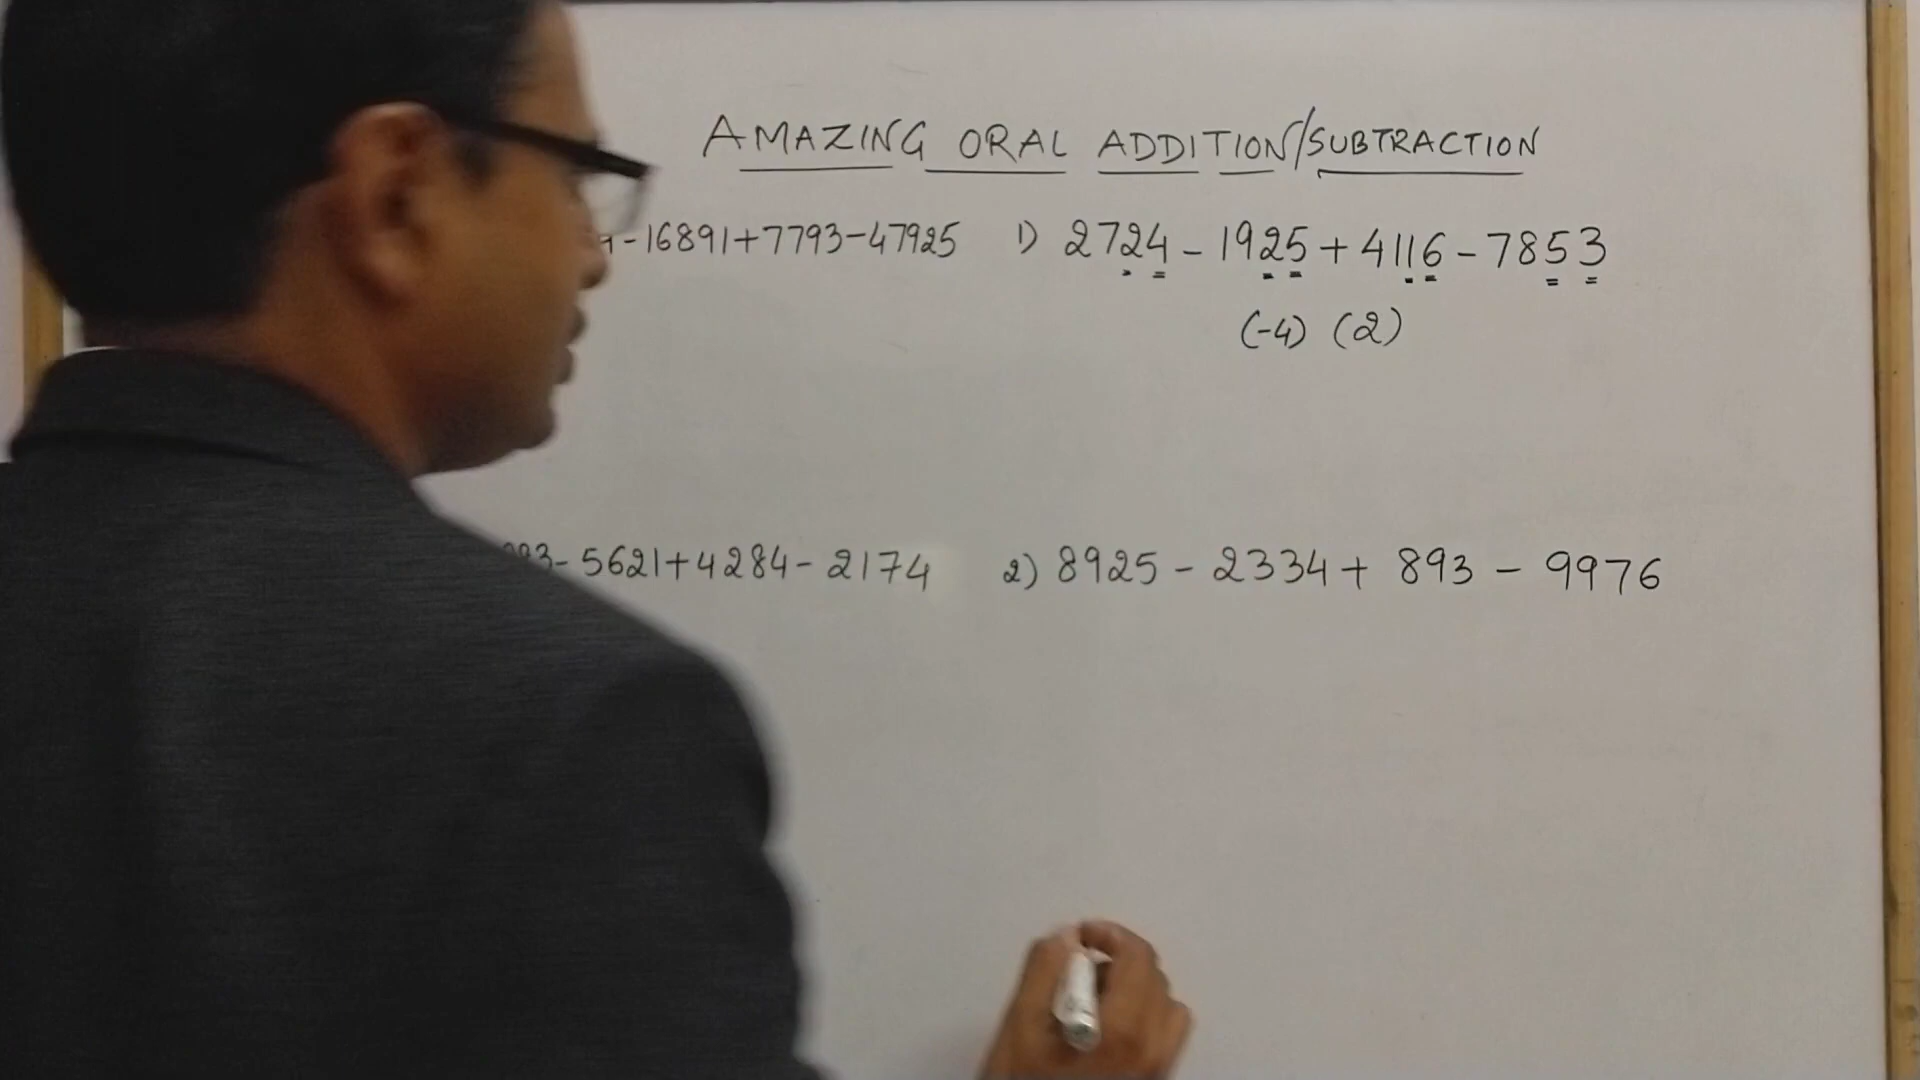 AMAZING ORAL ADDITION/SUBTRACTION
-16891+7793-47925
1) 2724 - 1925 + 4116 - 7853
(-4) (2)
- 5621+4284- 2174
2) 8925 - 2334 + 893 - 9976